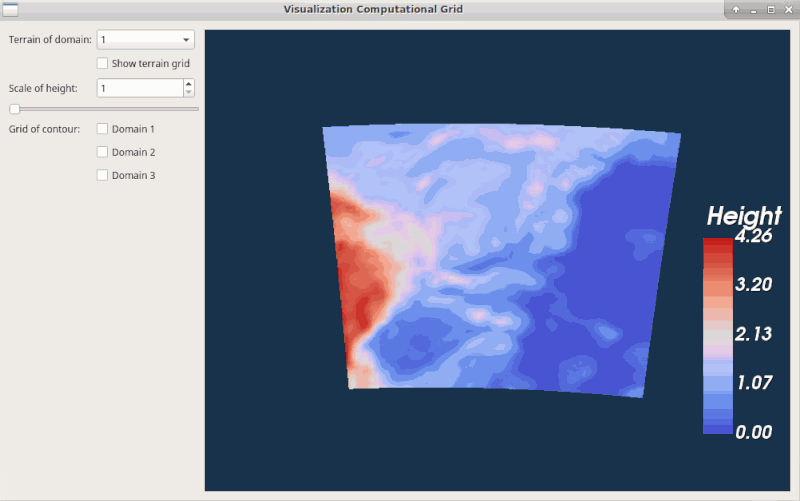 Visualization Computational Grid
Terrain of domain: 1
Show terrain grid
Scale of height: 1
Grid of contour: Domain 1
Domain 2
Domain 3
Height
4.26
3.20
2.13
1.07
0.00